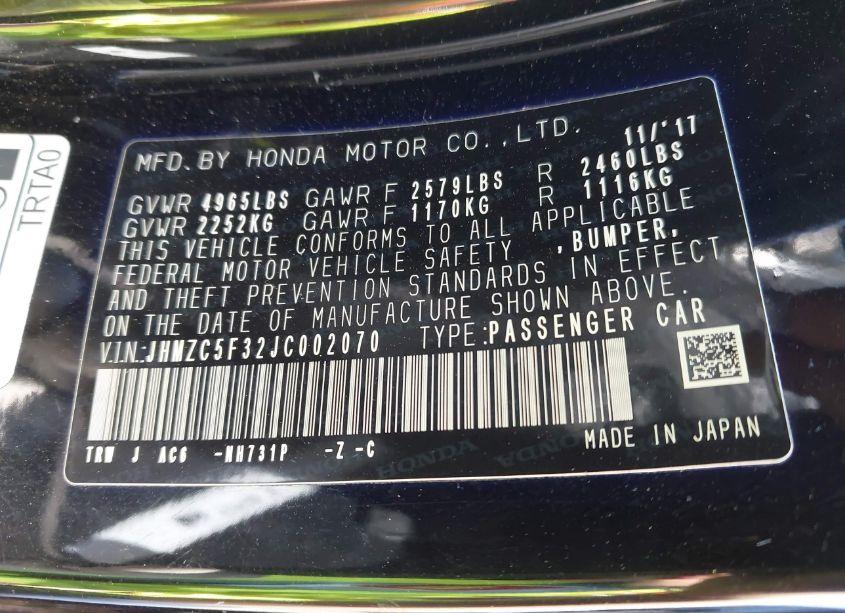 MFD. BY HONDA MOTOR CO., LTD. 11/'17
GVWR 4965LBS GAWR F 2579LBS R 2460LBS
GVWR 2252KG GAWR F 1170KG R 1116KG
THIS VEHICLE CONFORMS TO ALL APPLICABLE
FEDERAL MOTOR VEHICLE SAFETY , BUMPER,
AND THEFT PREVENTION STANDARDS IN EFFECT
ON THE DATE OF MANUFACTURE SHOWN ABOVE.
V.I.N.:JHMZC5F32JC002070 TYPE:PASSENGER CAR
TRW J AC6 -NH731P -Z -C
MADE IN JAPAN
TRTA0
HONDA